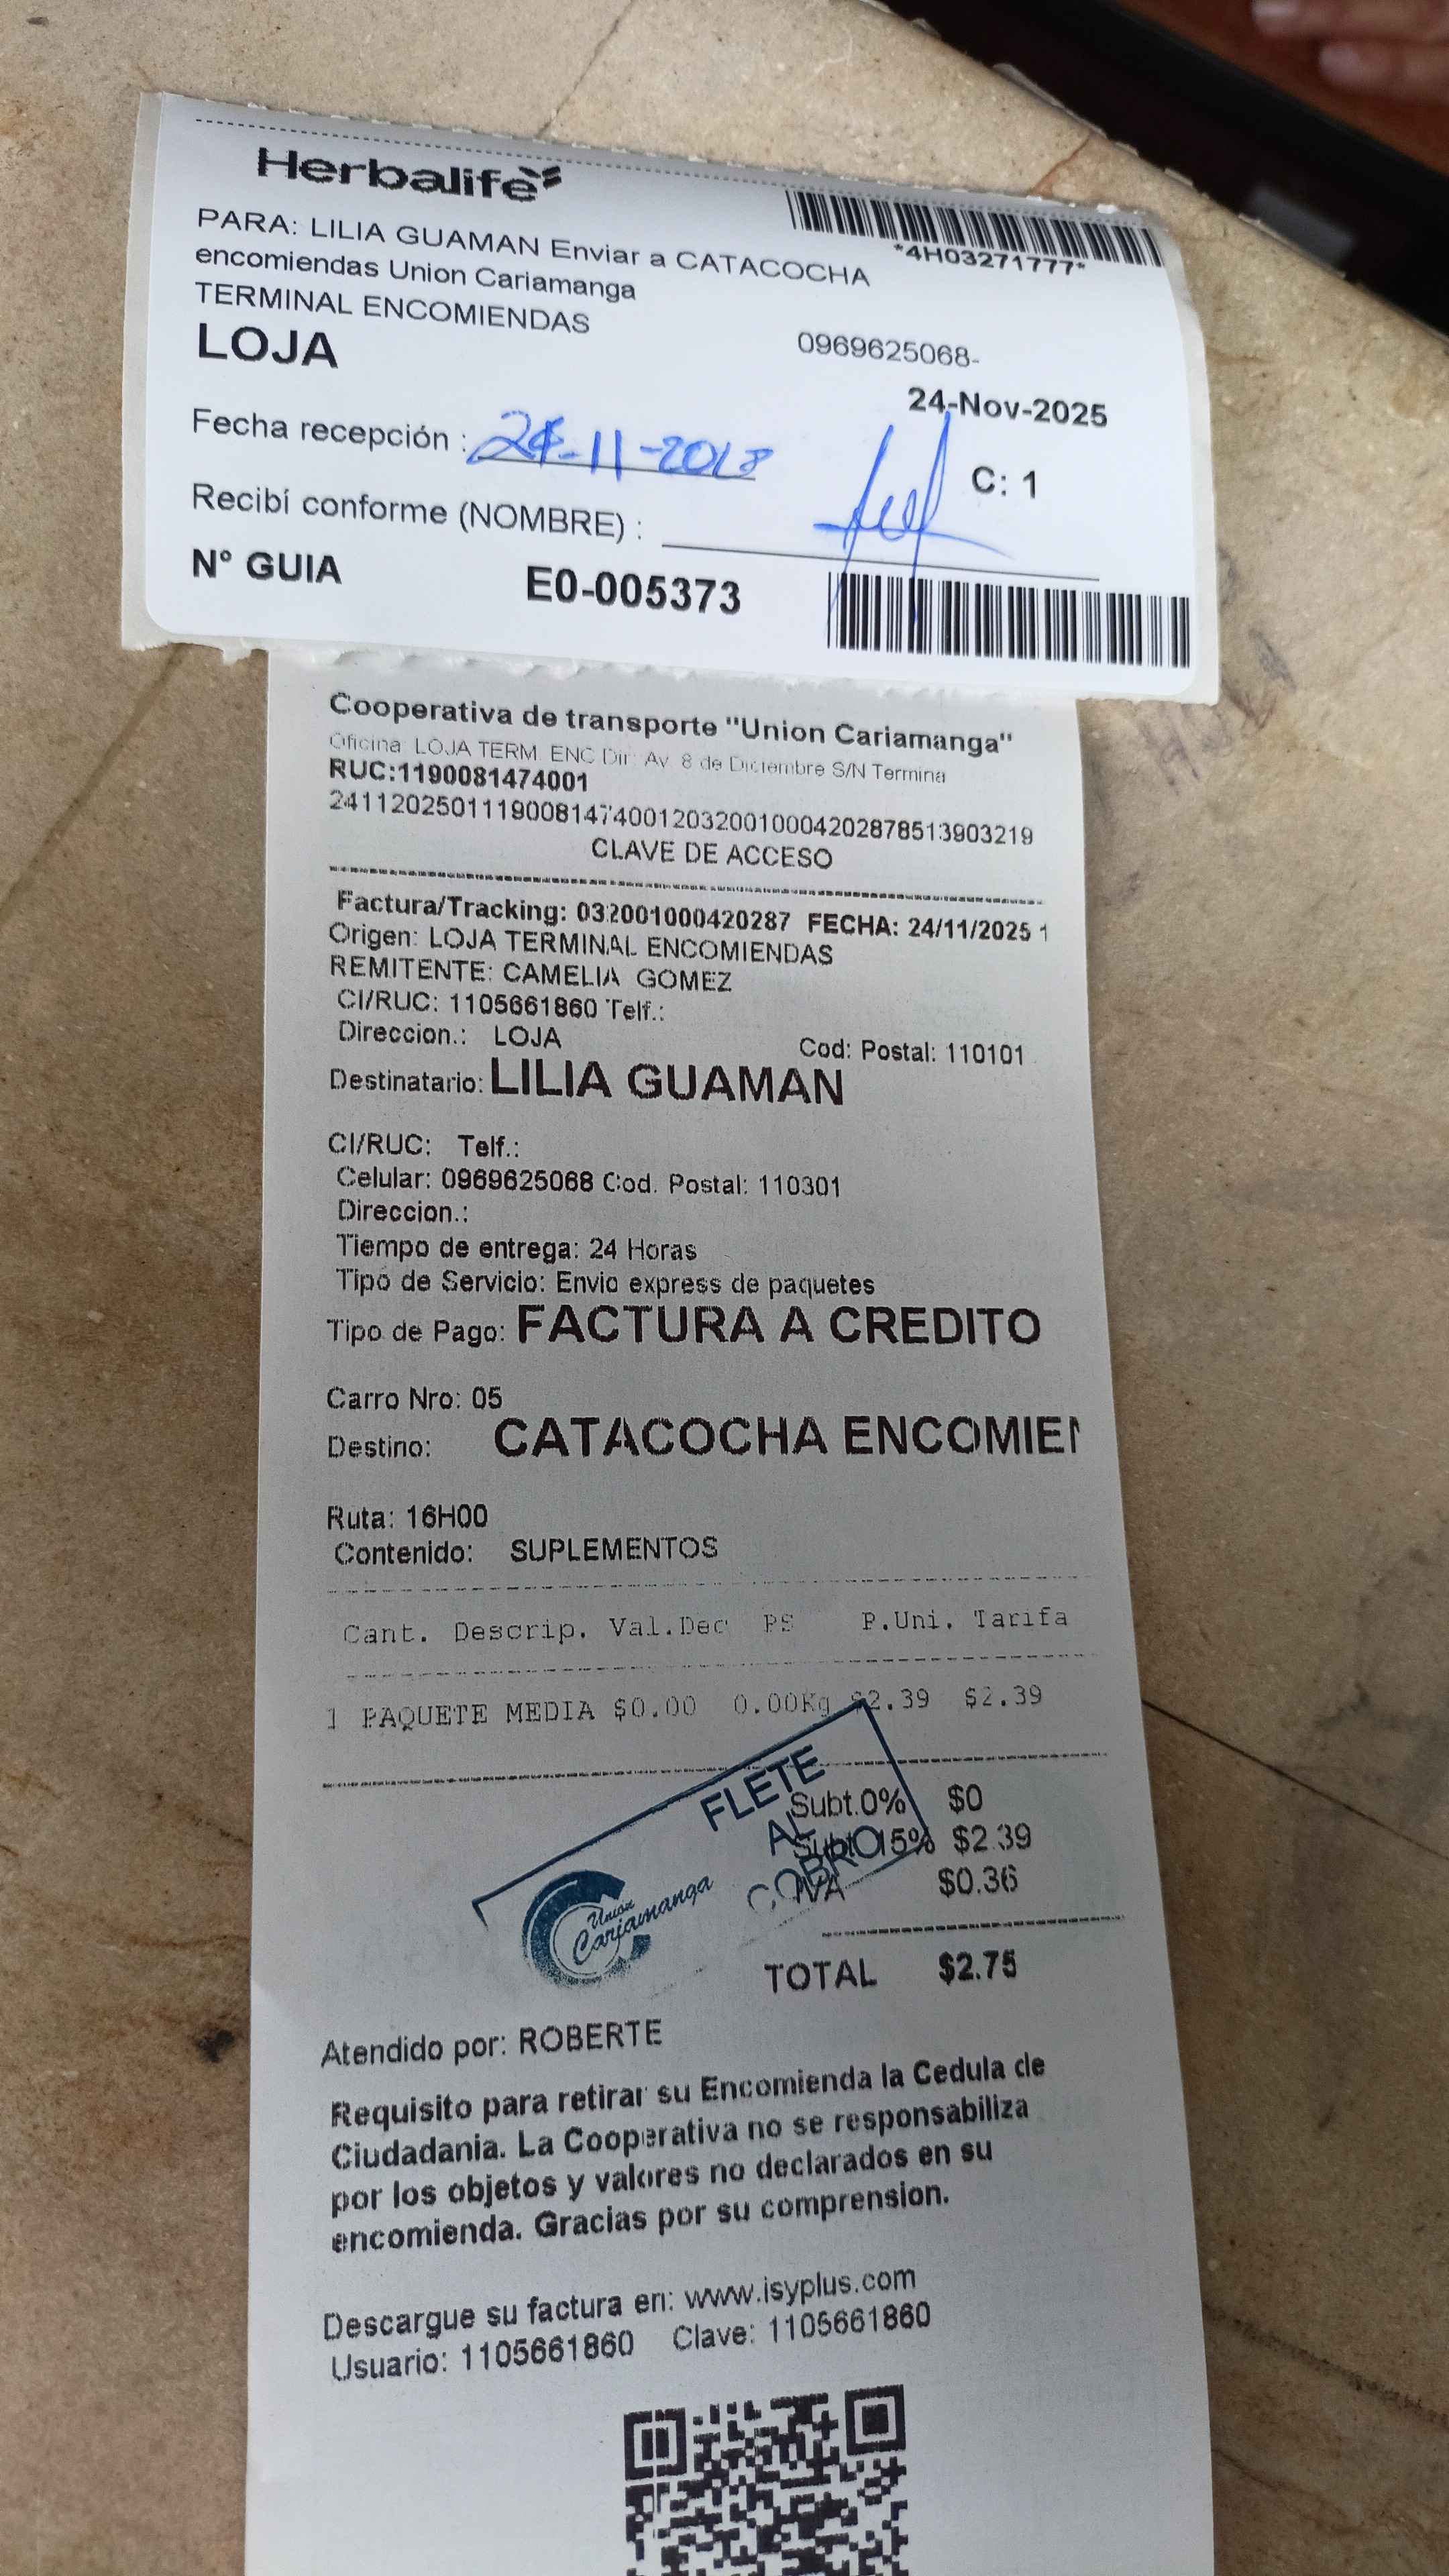 Herbalife
PARA: LILIA GUAMAN Enviar a CATACOCHA
encomiendas Union Cariamanga
TERMINAL ENCOMIENDAS
LOJA
*4H03271777*
0969625068-
24-Nov-2025
Fecha recepción : 24-11-2018
C: 1
Recibí conforme (NOMBRE) :
N° GUIA E0-005373
Cooperativa de transporte "Union Cariamanga"
Oficina: LOJA TERM. ENC Dir: Av. 8 de Diciembre S/N Termina
RUC:1190081474001
2411202501119008147400120320010004202878513903219
CLAVE DE ACCESO
Factura/Tracking: 032001000420287 FECHA: 24/11/2025 1
Origen: LOJA TERMINAL ENCOMIENDAS
REMITENTE: CAMELIA GOMEZ
CI/RUC: 1105661860 Telf.:
Direccion.: LOJA Cod: Postal: 110101
Destinatario: LILIA GUAMAN
CI/RUC: Telf.:
Celular: 0969625068 Cod. Postal: 110301
Direccion.:
Tiempo de entrega: 24 Horas
Tipo de Servicio: Envio express de paquetes
Tipo de Pago: FACTURA A CREDITO
Carro Nro: 05
Destino: CATACOCHA ENCOMIEN
Ruta: 16H00
Contenido: SUPLEMENTOS
Cant. Descrip. Val.Dec PS P.Uni. Tarifa
1 PAQUETE MEDIA $0.00 0.00Kg $2.39 $2.39
FLETE
AL
COBRO
Union
Cariamanga
Subt.0% $0
Subt.15% $2.39
IVA $0.36
TOTAL $2.75
Atendido por: ROBERTE
Requisito para retirar su Encomienda la Cedula de
Ciudadania. La Cooperativa no se responsabiliza
por los objetos y valores no declarados en su
encomienda. Gracias por su comprension.
Descargue su factura en: www.isyplus.com
Usuario: 1105661860 Clave: 1105661860